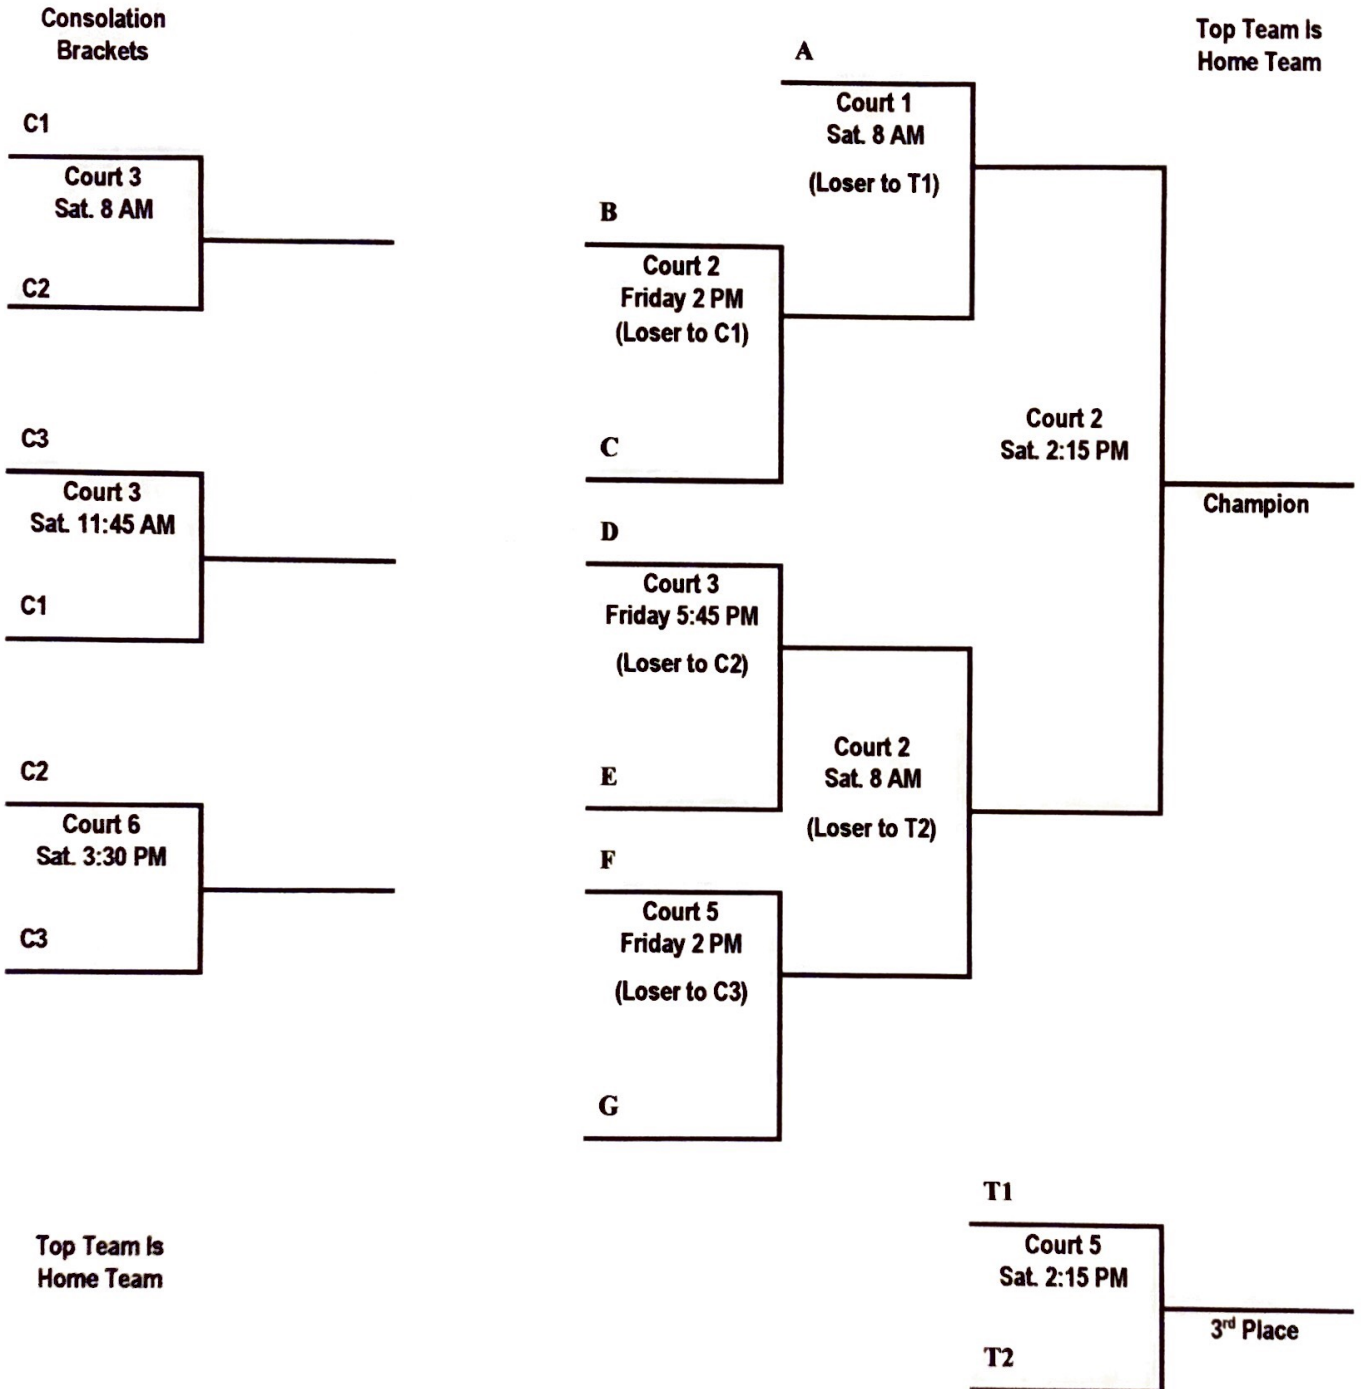 Consolation
Brackets
C1
Court 3
Sat. 8 AM
C2
C3
Court 3
Sat. 11:45 AM
C1
C2
Court 6
Sat. 3:30 PM
C3
Top Team Is
Home Team
Top Team Is
Home Team
A
Court 1
Sat. 8 AM
(Loser to T1)
B
Court 2
Friday 2 PM
(Loser to C1)
C
D
Court 3
Friday 5:45 PM
(Loser to C2)
E
F
Court 5
Friday 2 PM
(Loser to C3)
G
Court 2
Sat. 8 AM
(Loser to T2)
Court 2
Sat. 2:15 PM
Champion
T1
Court 5
Sat. 2:15 PM
T2
3rd Place